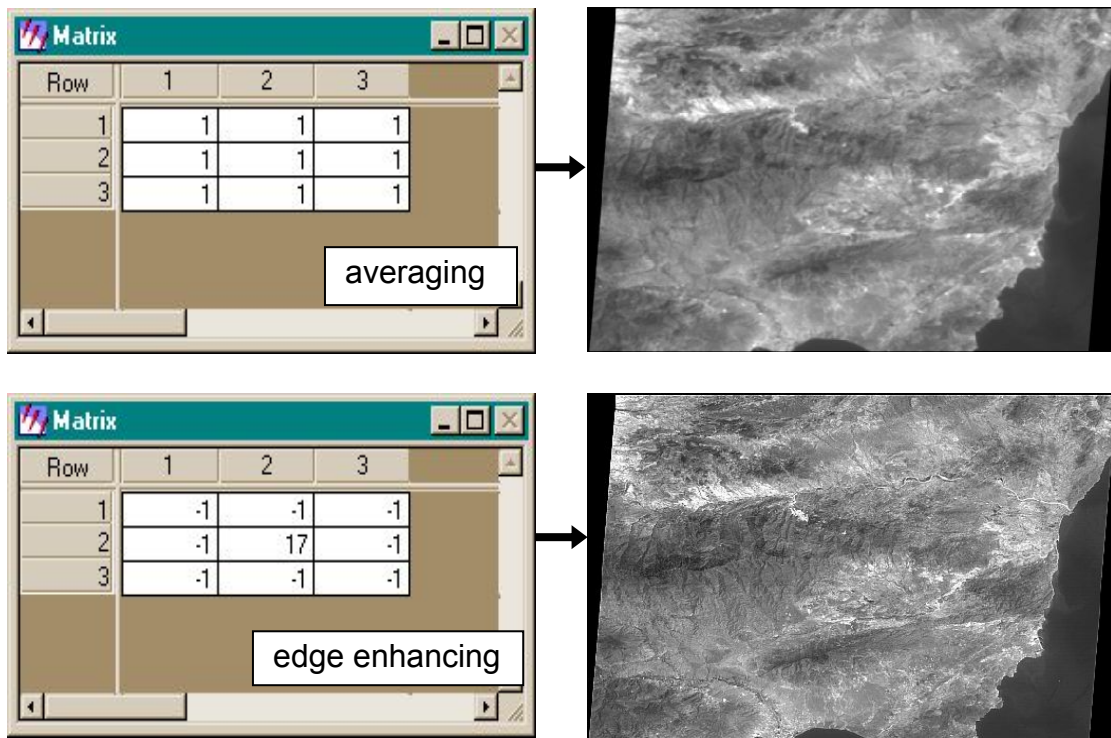 Matrix
Row 1 2 3
1 1 1 1
2 1 1 1
3 1 1 1
averaging
Matrix
Row 1 2 3
1 -1 -1 -1
2 -1 17 -1
3 -1 -1 -1
edge enhancing